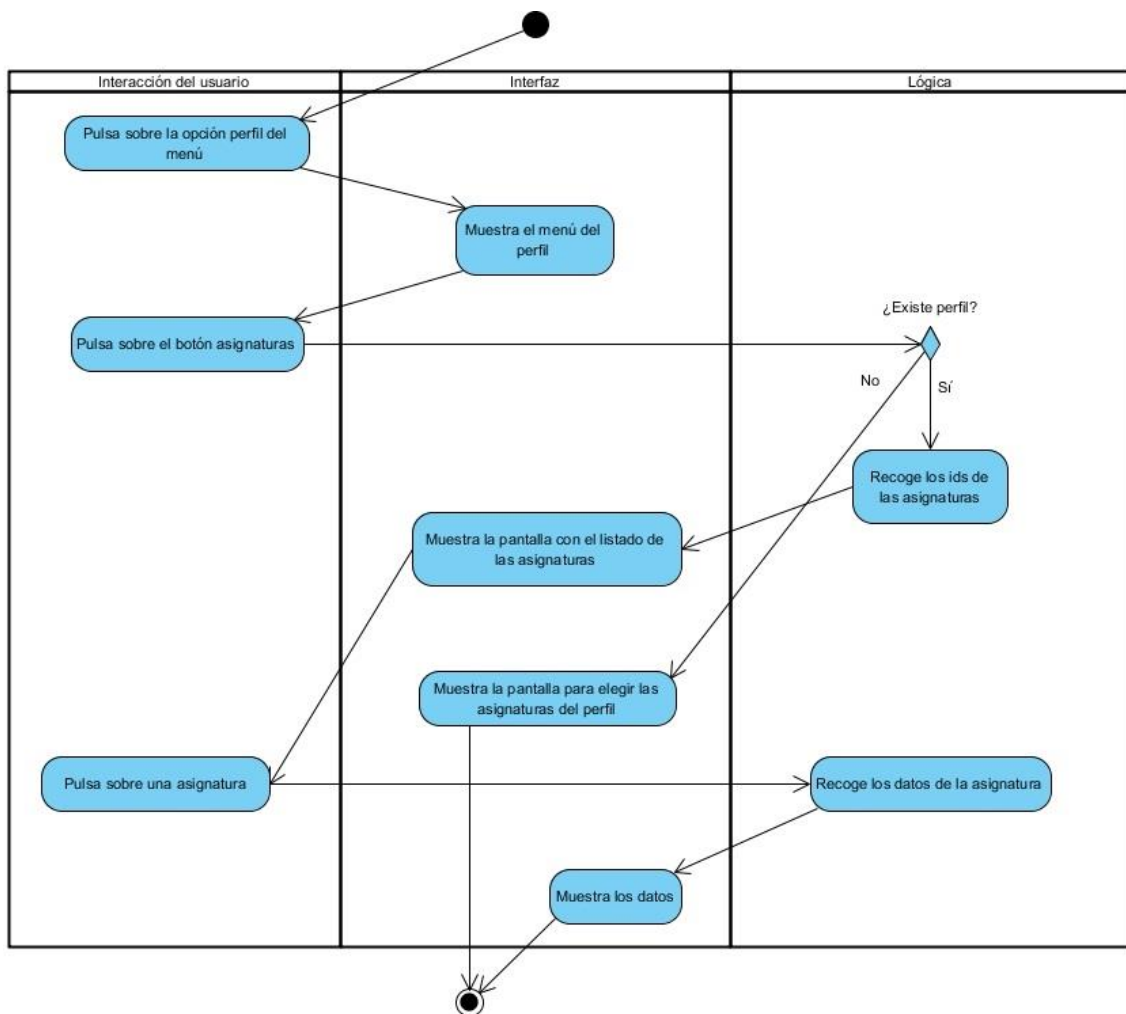 Interacción del usuario
Interfaz
Lógica
Pulsa sobre la opción perfil del
menú
Muestra el menú del
perfil
¿Existe perfil?
Pulsa sobre el botón asignaturas
No
Sí
Recoge los ids de
las asignaturas
Muestra la pantalla con el listado de
las asignaturas
Muestra la pantalla para elegir las
asignaturas del perfil
Pulsa sobre una asignatura
Recoge los datos de la asignatura
Muestra los datos